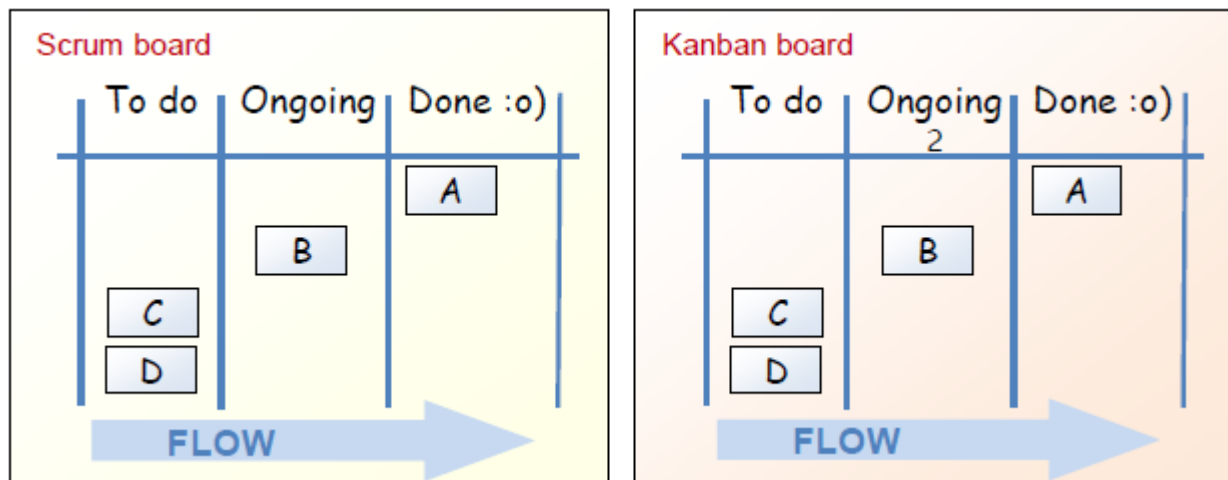 Scrum board
To do Ongoing Done :o)
A
B
C
D
FLOW
Kanban board
To do Ongoing Done :o)
2
A
B
C
D
FLOW